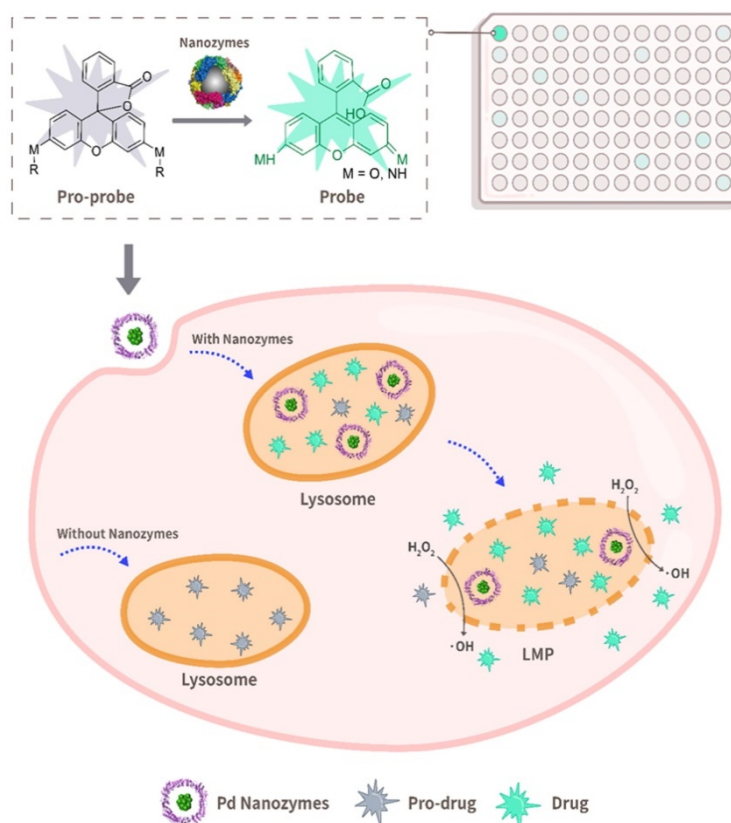 Nanozymes
O
O
HO
O
M
R
O
M
R
MH
O
M
M = O, NH
Pro-probe
Probe
With Nanozymes
Lysosome
Without Nanozymes
Lysosome
H₂O₂
H₂O₂
·OH
·OH
LMP
Pd Nanozymes
Pro-drug
Drug